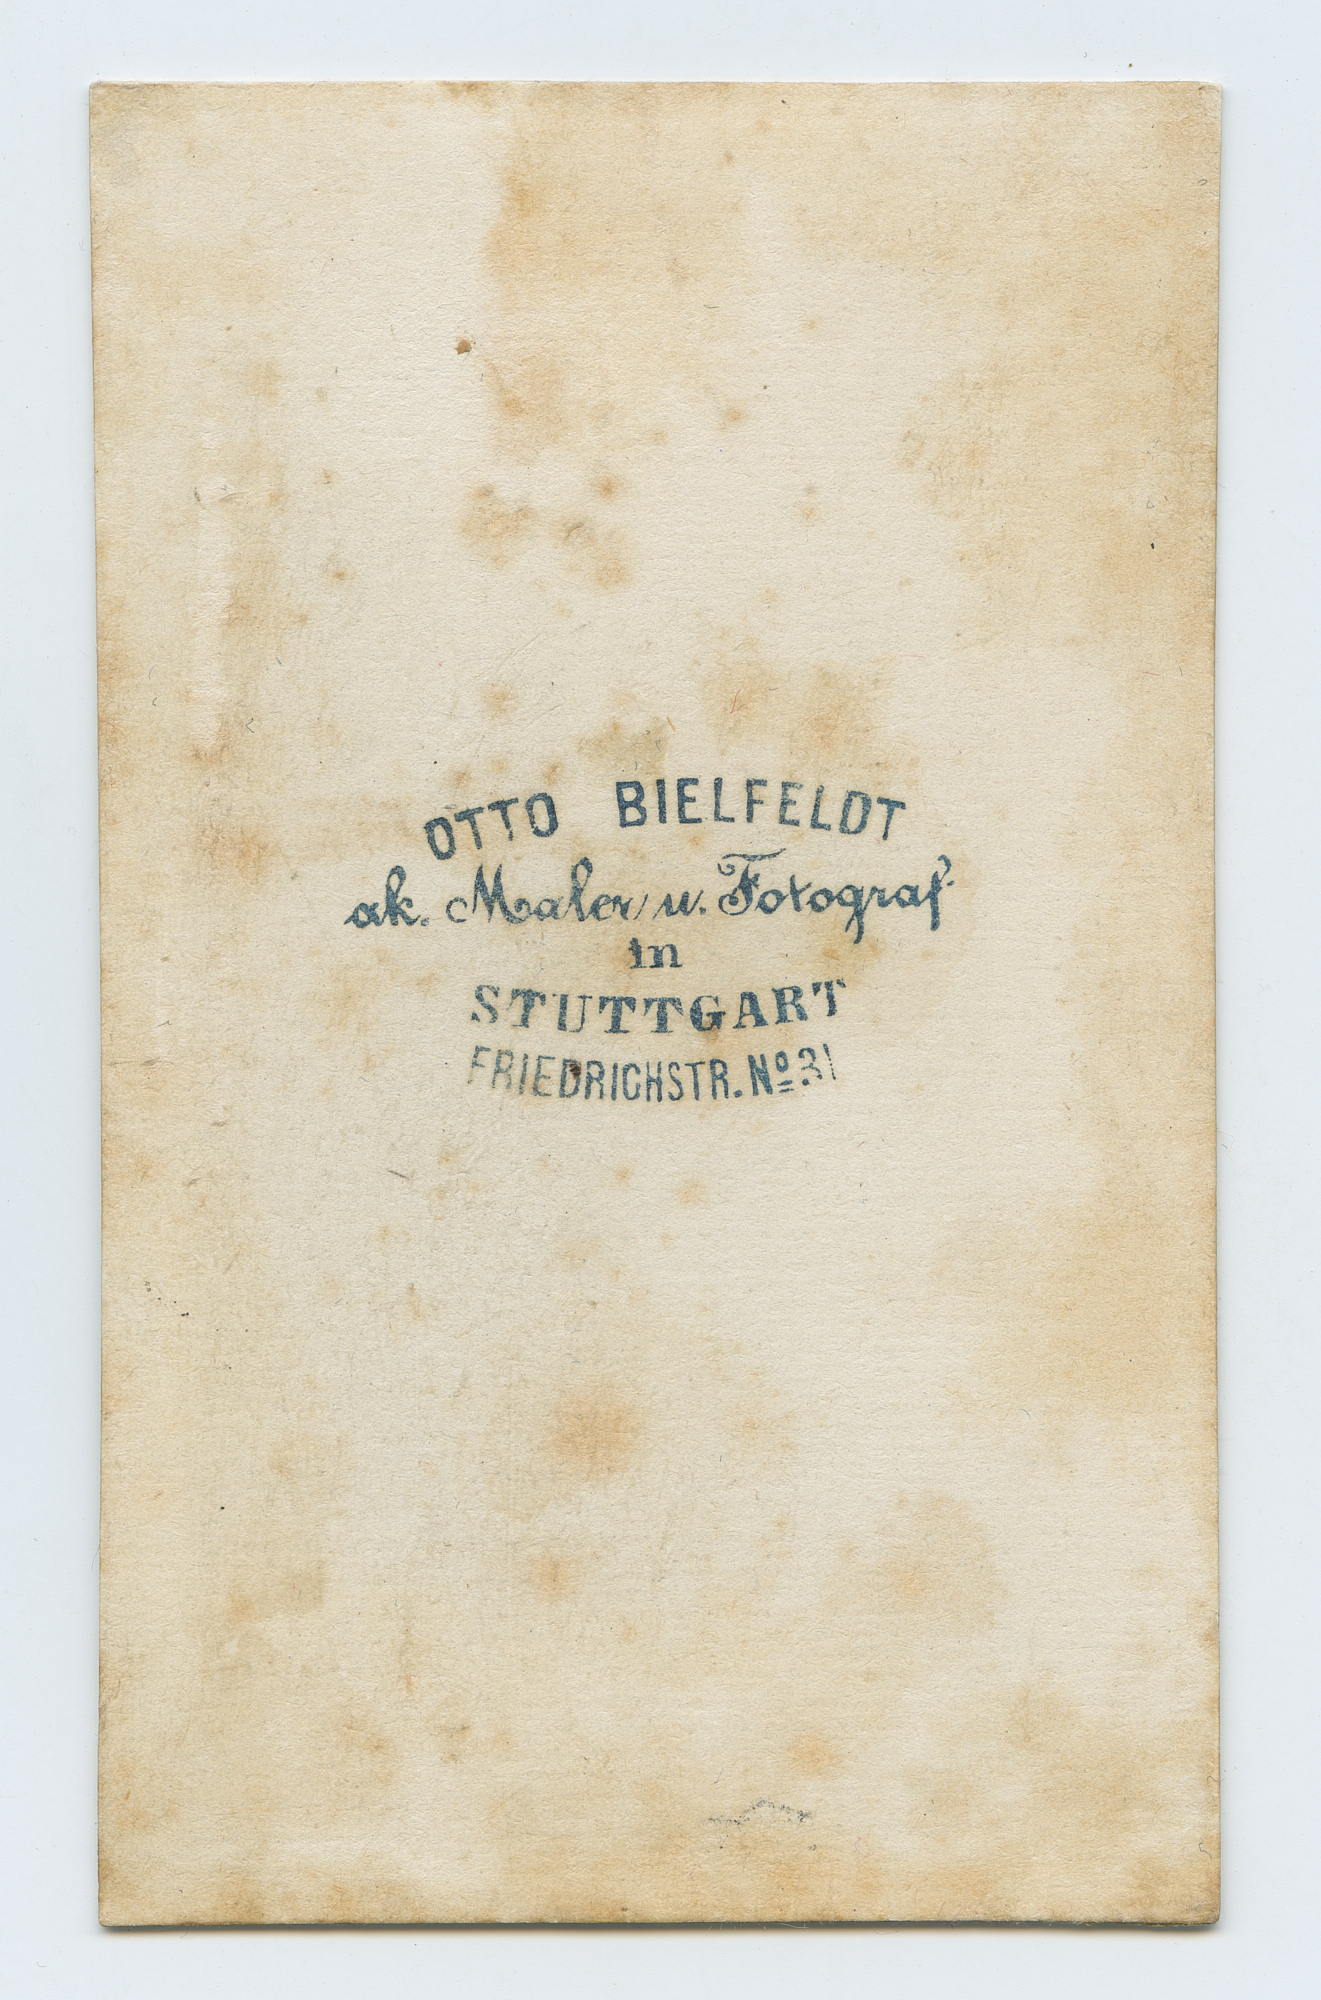 OTTO BIELFELDT
ak. Maler u. Fotograf
in
STUTTGART
FRIEDRICHSTR. Nº 31